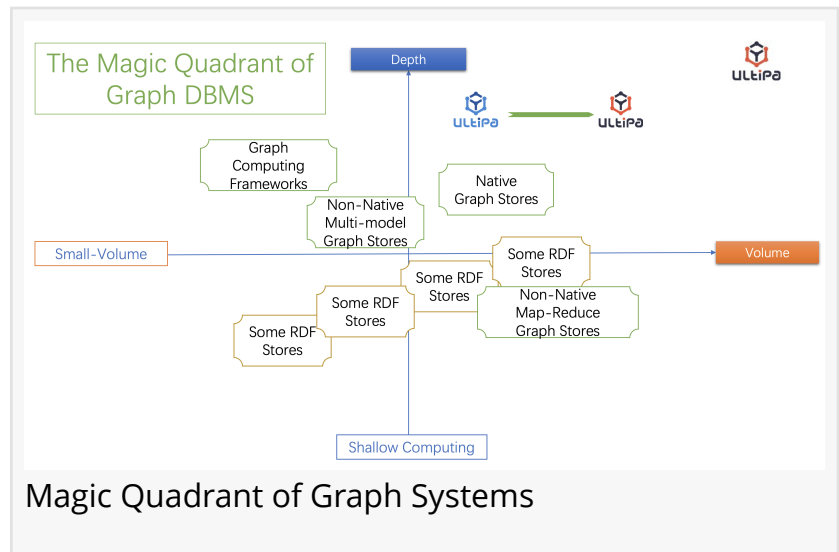 The Magic Quadrant of
Graph DBMS
Depth
ULTIPA
ULTIPA
ULTIPA
Graph
Computing
Frameworks
Native
Graph Stores
Non-Native
Multi-model
Graph Stores
Small-Volume
Some RDF
Stores
Volume
Some RDF
Stores
Non-Native
Map-Reduce
Graph Stores
Some RDF
Stores
Some RDF
Stores
Shallow Computing
Magic Quadrant of Graph Systems